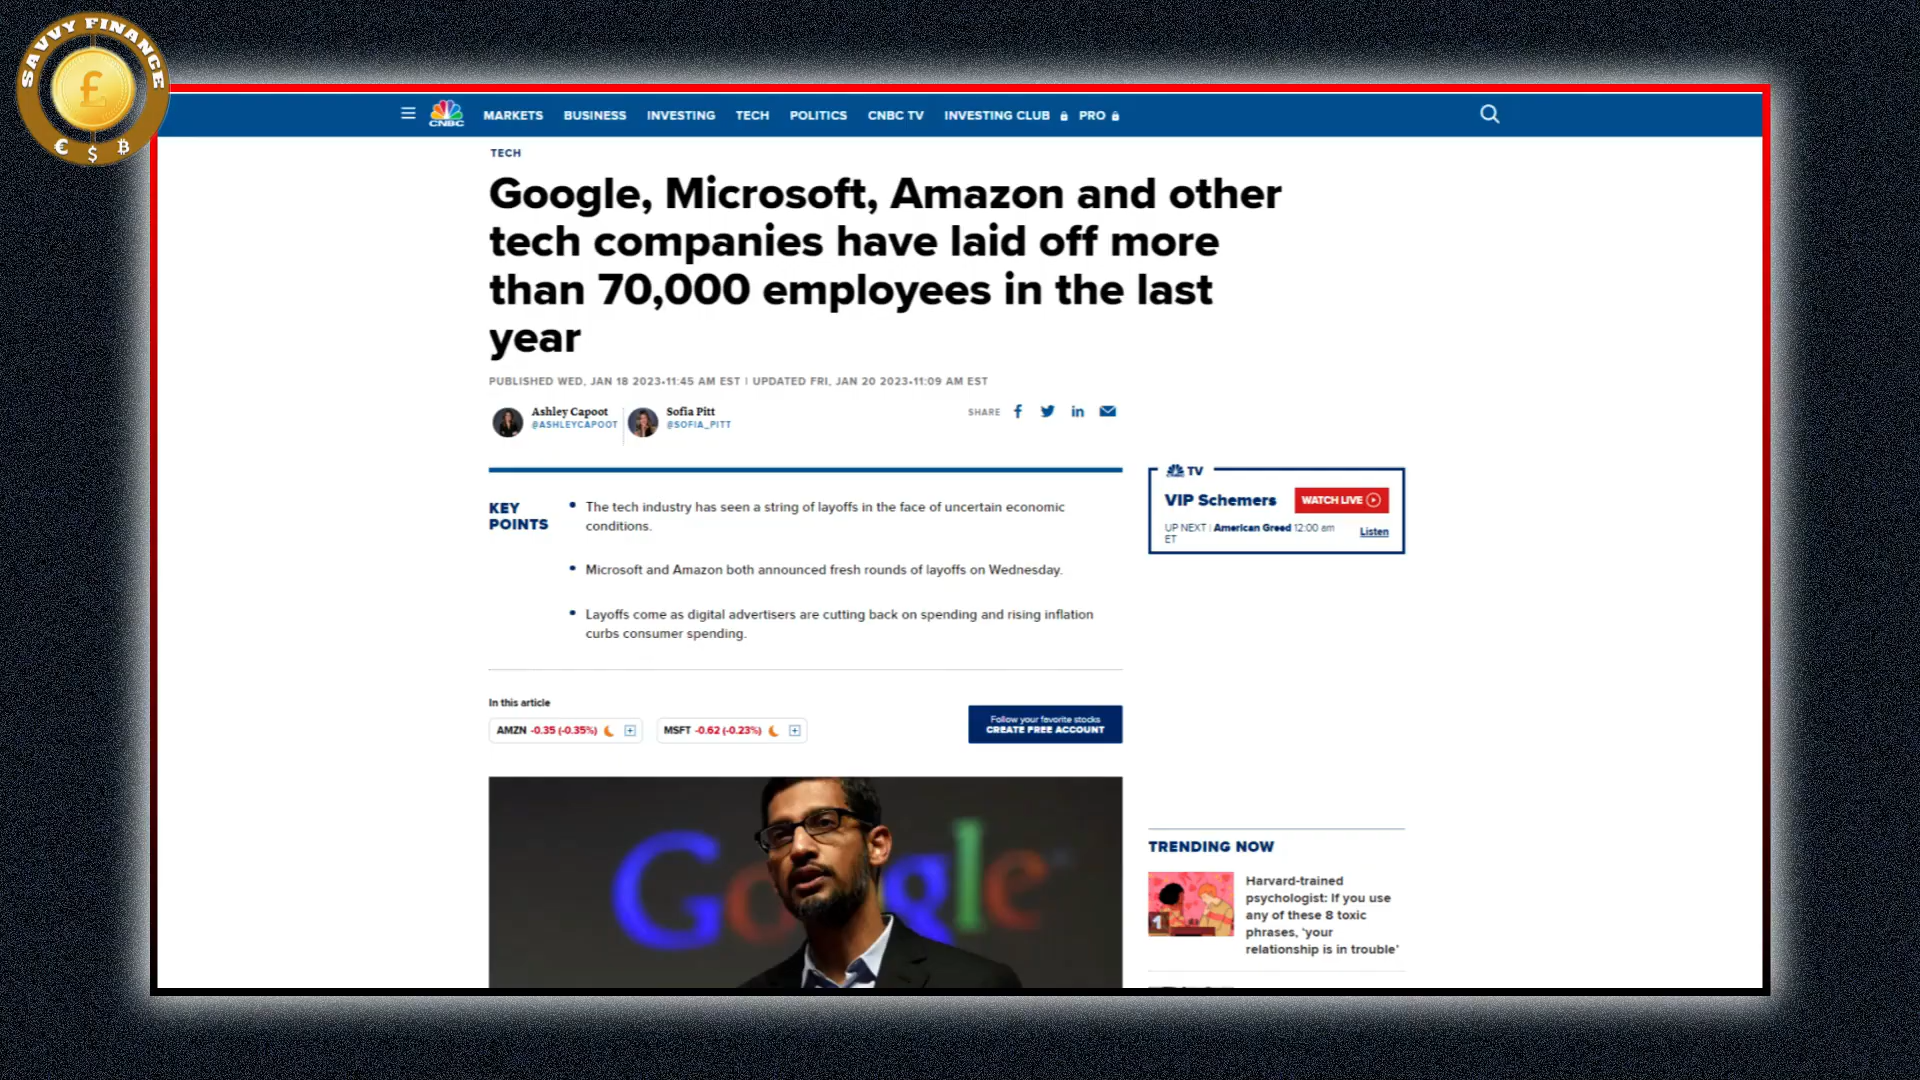 SAVVY FINANCE
£
€ $ ₿
CNBC
MARKETS BUSINESS INVESTING TECH POLITICS CNBC TV INVESTING CLUB PRO
TECH
Google, Microsoft, Amazon and other
tech companies have laid off more
than 70,000 employees in the last
year
PUBLISHED WED, JAN 18 2023•11:45 AM EST | UPDATED FRI, JAN 20 2023•11:09 AM EST
Ashley Capoot
@ASHLEYCAPOOT
Sofia Pitt
@SOFIA_PITT
SHARE f in
KEY
POINTS
• The tech industry has seen a string of layoffs in the face of uncertain economic
conditions.
• Microsoft and Amazon both announced fresh rounds of layoffs on Wednesday.
• Layoffs come as digital advertisers are cutting back on spending and rising inflation
curbs consumer spending.
CNBC TV
VIP Schemers WATCH LIVE
UP NEXT | American Greed 12:00 am
ET
Listen
In this article
AMZN -0.35 (-0.35%)
MSFT -0.62 (-0.23%)
Follow your favorite stocks
CREATE FREE ACCOUNT
Google
TRENDING NOW
1
Harvard-trained
psychologist: If you use
any of these 8 toxic
phrases, 'your
relationship is in trouble'